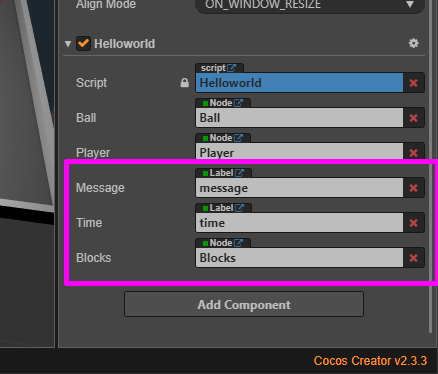 Align Mode ON_WINDOW_RESIZE
Helloworld
script
Script Helloworld
Node
Ball Ball
Node
Player Player
Label
Message message
Label
Time time
Node
Blocks Blocks
Add Component
Cocos Creator v2.3.3